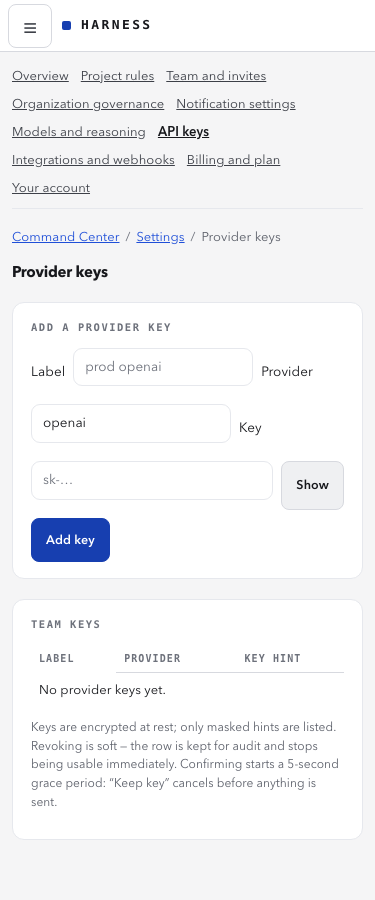 HARNESS
Overview Project rules Team and invites
Organization governance Notification settings
Models and reasoning API keys
Integrations and webhooks Billing and plan
Your account
Command Center / Settings / Provider keys
Provider keys
ADD A PROVIDER KEY
Label prod openai Provider
openai Key
sk-... Show
Add key
TEAM KEYS
LABEL PROVIDER KEY HINT
No provider keys yet.
Keys are encrypted at rest; only masked hints are listed.
Revoking is soft — the row is kept for audit and stops
being usable immediately. Confirming starts a 5-second
grace period: “Keep key” cancels before anything is
sent.